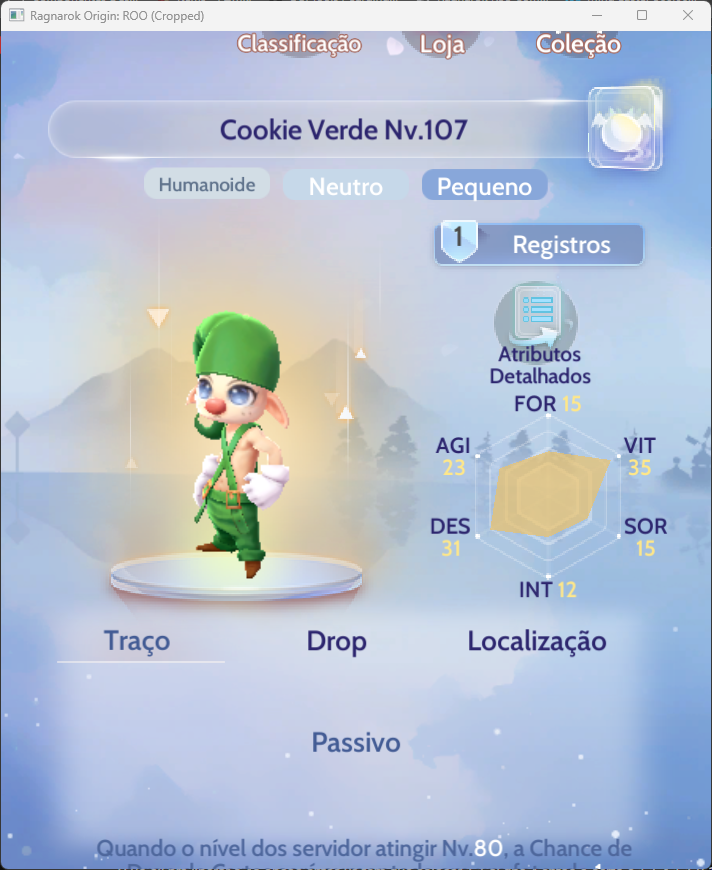 Ragnarok Origin: ROO (Cropped)
Classificação
Loja
Coleção
Cookie Verde Nv.107
Humanoide
Neutro
Pequeno
1
Registros
Atributos
Detalhados
FOR 15
AGI
23
VIT
35
DES
31
SOR
15
INT 12
Traço
Drop
Localização
Passivo
Quando o nível dos servidor atingir Nv.80, a Chance de